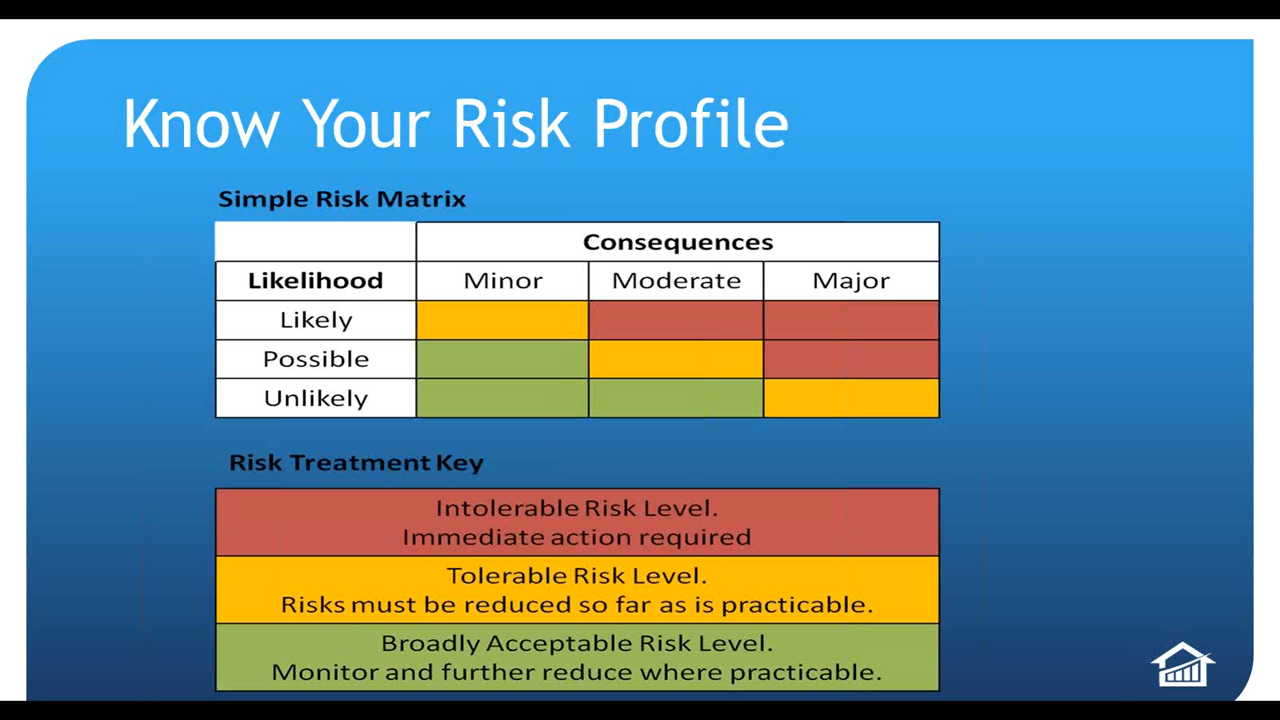 Know Your Risk Profile
Simple Risk Matrix
Consequences
Likelihood Minor Moderate Major
Likely
Possible
Unlikely
Risk Treatment Key
Intolerable Risk Level.
Immediate action required
Tolerable Risk Level.
Risks must be reduced so far as is practicable.
Broadly Acceptable Risk Level.
Monitor and further reduce where practicable.